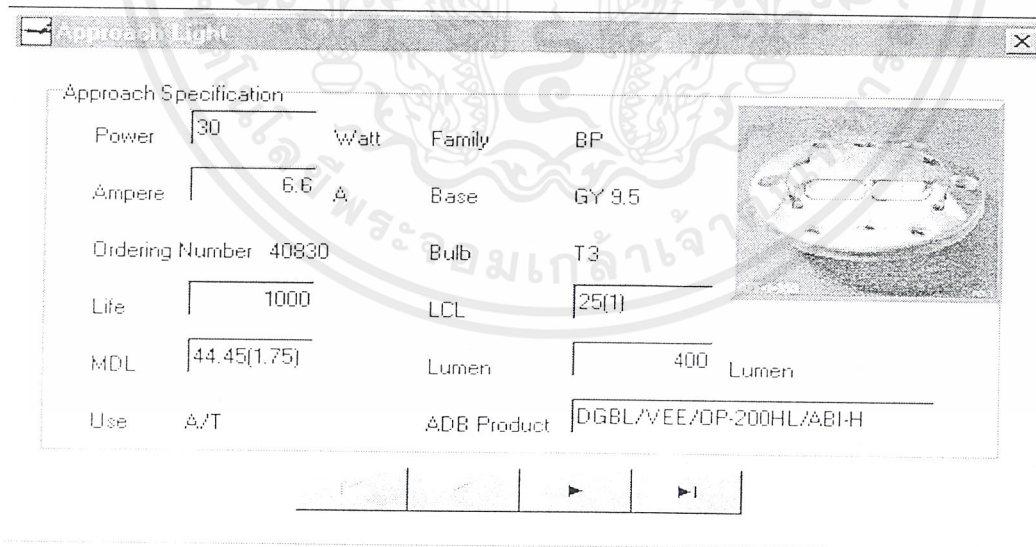 Approach Light
Approach Specification
Power 30 Watt Family BP
Ampere 6.6 A Base GY 9.5
Ordering Number 40830 Bulb T3
Life 1000 LCL 25(1)
MDL 44.45(1.75) Lumen 400 Lumen
Use A/T ADB Product DGBL/VEE/OP-200HL/ABI-H